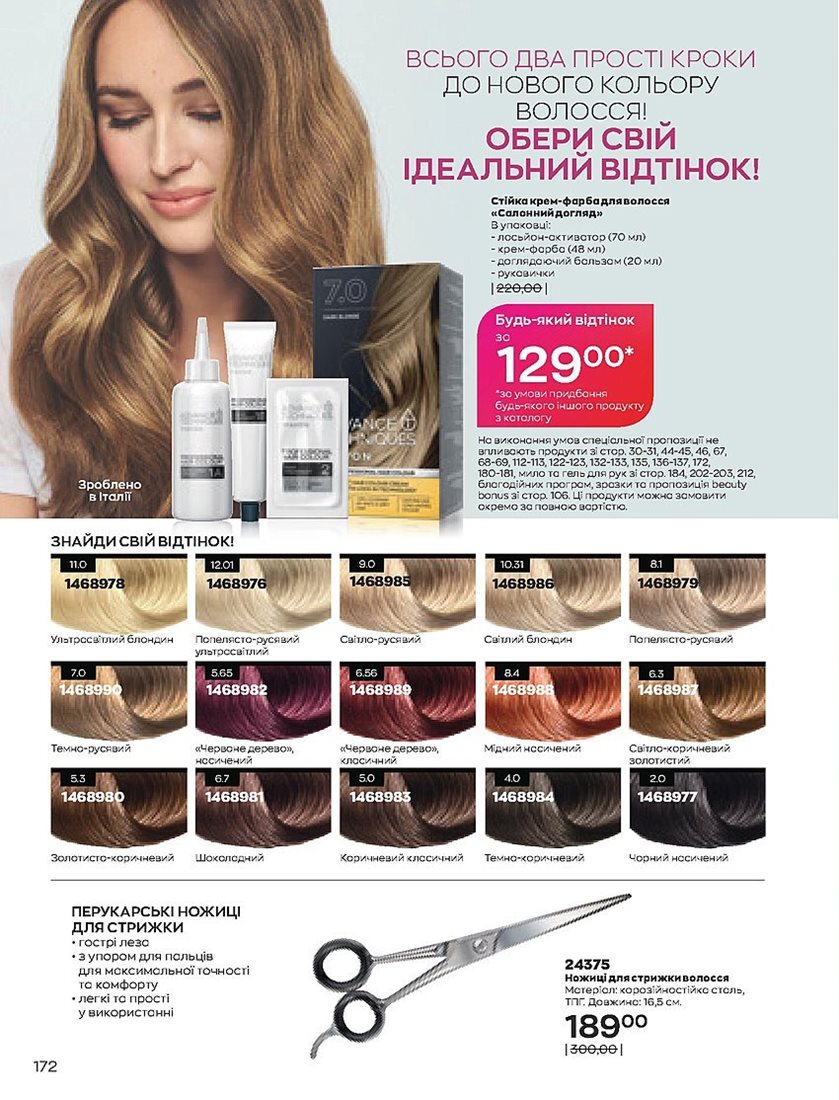 ВСЬОГО ДВА ПРОСТІ КРОКИ
ДО НОВОГО КОЛЬОРУ
ВОЛОССЯ!
ОБЕРИ СВІЙ
ІДЕАЛЬНИЙ ВІДТІНОК!
Стійка крем-фарба для волосся
«Салонний догляд»
В упаковці:
- лосьйон-активатор (70 мл)
- крем-фарба (48 мл)
- доглядаючий бальзам (20 мл)
- рукавички
|220,00|
Будь-який відтінок
за
12900*
*за умови придбання
будь-якого іншого продукту
з каталогу
На виконання умов спеціальної пропозиції не
впливають продукти зі стор. 30-31, 44-45, 46, 67,
68-69, 112-113, 122-123, 132-133, 135, 136-137, 172,
180-181, мило та гель для рук зі стор. 184, 202-203, 212,
благодійних програм, зразки та пропозиція beauty
bonus зі стор. 106. Ці продукти можна замовити
окремо за повною вартістю.
7.0
DARK BLONDE
ADVANCE
TECHNIQUES
AVON
Зроблено
в Італії
ЗНАЙДИ СВІЙ ВІДТІНОК!
11.0 12.01 9.0 10.31 8.1
1468978 1468976 1468985 1468986 1468979
Ультросвітлий блондин Попелясто-русявий Світло-русявий Світлий блондин Попелясто-русявий
ультросвітлий
7.0 5.65 6.56 8.4 6.3
1468990 1468982 1468989 1468988 1468987
Темно-русявий «Червоне дерево», «Червоне дерево», Мідний насичений Світло-коричневий
насичений класичний золотистий
5.3 6.7 5.0 4.0 2.0
1468980 1468981 1468983 1468984 1468977
Золотисто-коричневий Шоколадний Коричневий класичний Темно-коричневий Чорний насичений
ПЕРУКАРСЬКІ НОЖИЦІ
ДЛЯ СТРИЖКИ
• гострі леза
• з упором для пальців
для максимальної точності
та комфорту
• легкі та прості
у використанні
24375
Ножиці для стрижки волосся
Матеріал: корозійностійка сталь,
ТПГ. Довжина: 16,5 см.
18900
|300,00|
172